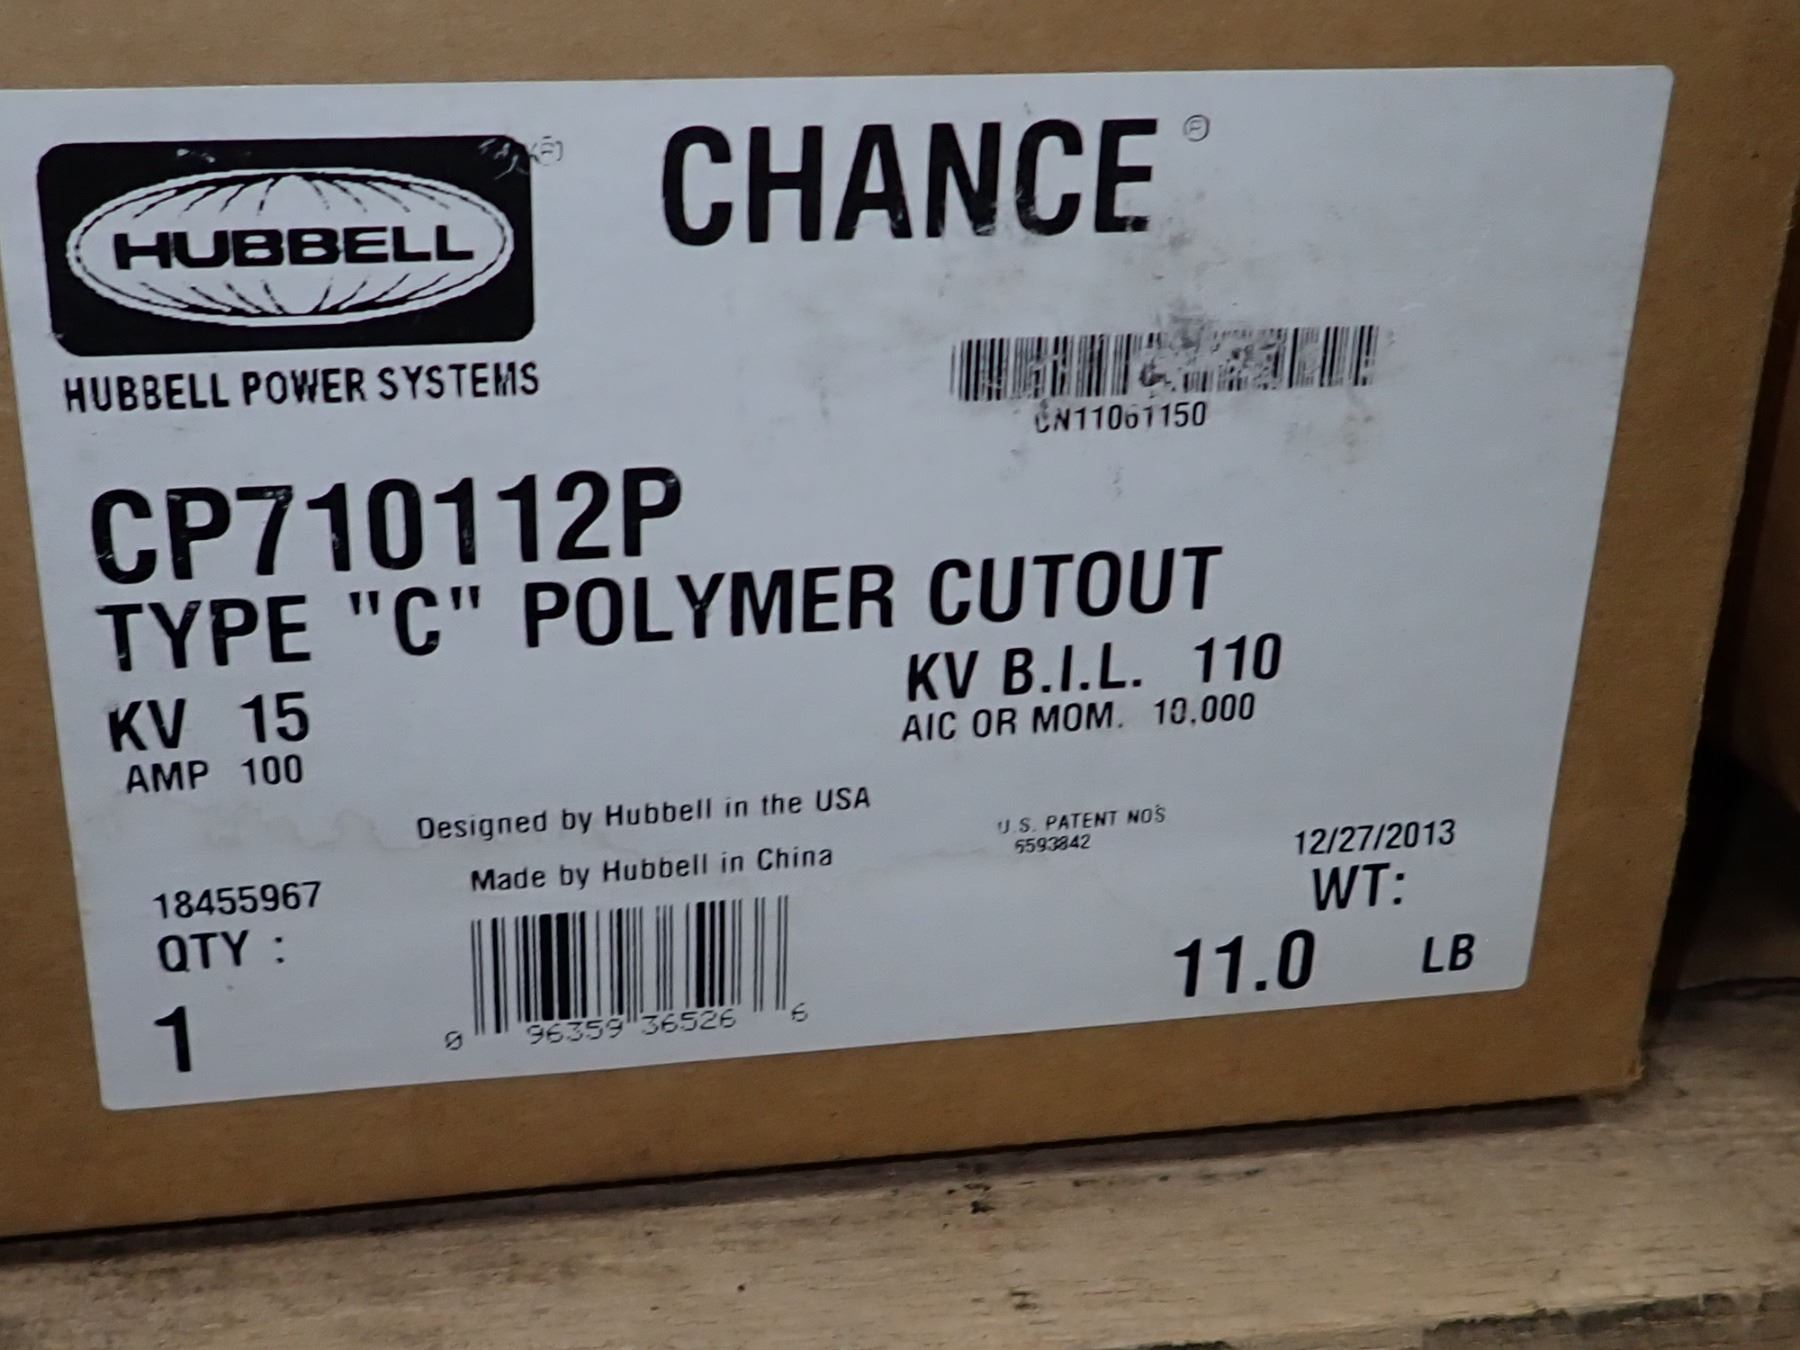 HUBBELL ®
CHANCE ®
HUBBELL POWER SYSTEMS
CN11061150
CP710112P
TYPE "C" POLYMER CUTOUT
KV 15
KV B.I.L. 110
AMP 100
AIC OR MOM. 10,000
Designed by Hubbell in the USA
Made by Hubbell in China
U.S. PATENT NOS
6593842
12/27/2013
18455967
WT:
QTY :
11.0 LB
1
0 96359 36526 6